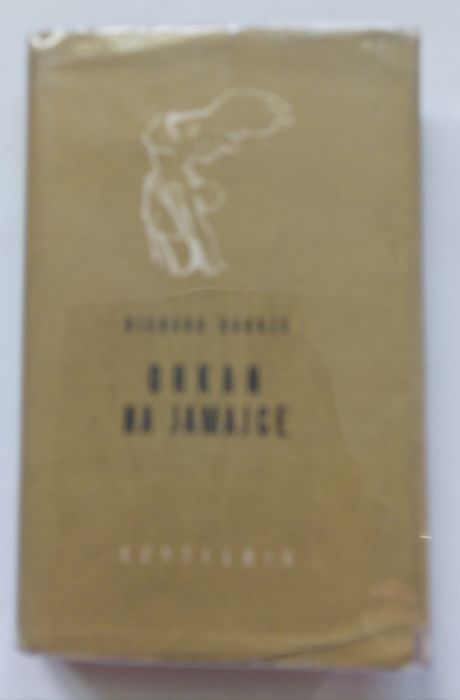 RICHARD HUGHES
ORKAN
NA JAMAJCE
CZYTELNIK